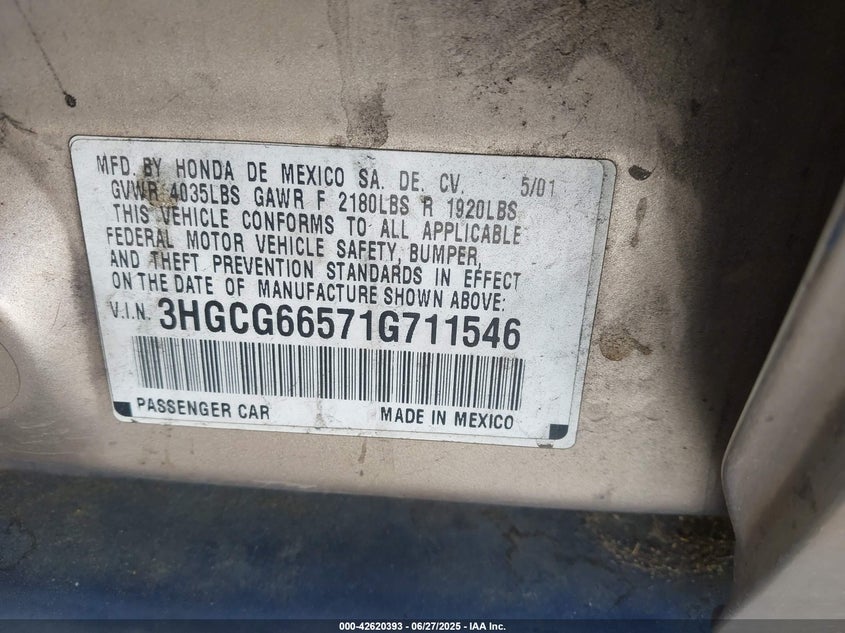 MFD. BY HONDA DE MEXICO SA. DE. CV. 5/01
GVWR 4035LBS GAWR F 2180LBS R 1920LBS
THIS VEHICLE CONFORMS TO ALL APPLICABLE
FEDERAL MOTOR VEHICLE SAFETY, BUMPER,
AND THEFT PREVENTION STANDARDS IN EFFECT
ON THE DATE OF MANUFACTURE SHOWN ABOVE:
V.I.N. 3HGCG66571G711546
PASSENGER CAR MADE IN MEXICO
000-42620393 - 06/27/2025 - IAA Inc.